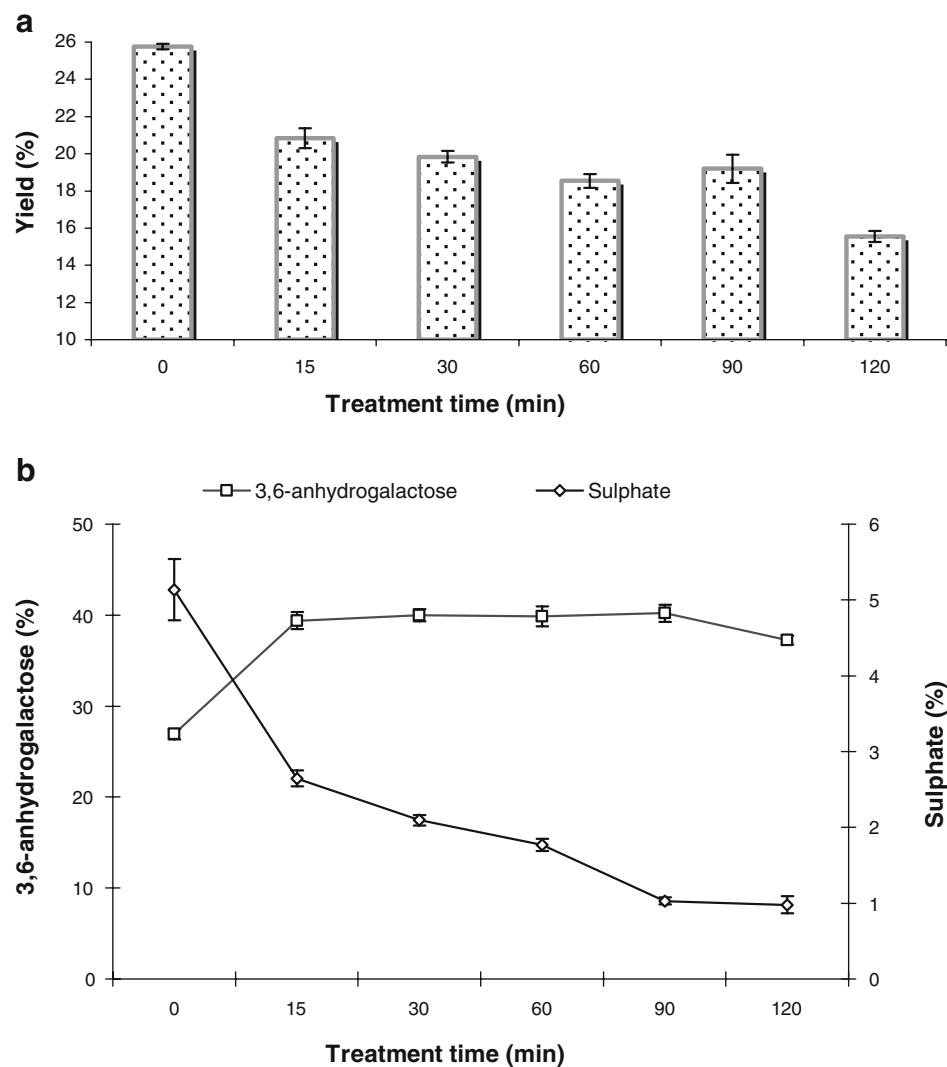 a
26
24
22
20
18
16
14
12
10
Yield (%)
0 15 30 60 90 120
Treatment time (min)
b
3,6-anhydrogalactose Sulphate
50
40
30
20
10
0
3,6-anhydrogalactose (%)
6
5
4
3
2
1
0
Sulphate (%)
0 15 30 60 90 120
Treatment time (min)